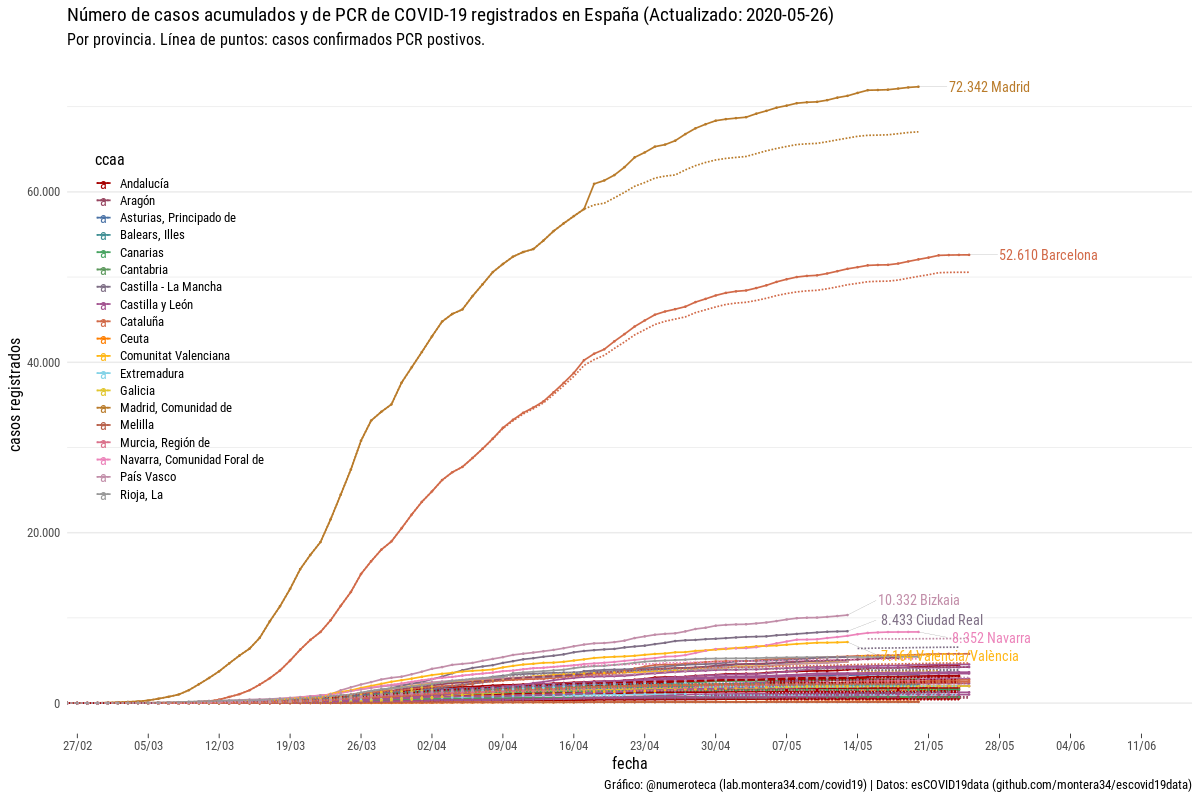 Número de casos acumulados y de PCR de COVID-19 registrados en España (Actualizado: 2020-05-26)
Por provincia. Línea de puntos: casos confirmados PCR postivos.
72.342 Madrid
ccaa
Andalucía
Aragón
Asturias, Principado de
Balears, Illes
Canarias
Cantabria
Castilla - La Mancha
Castilla y León
Cataluña
Ceuta
Comunitat Valenciana
Extremadura
Galicia
Madrid, Comunidad de
Melilla
Murcia, Región de
Navarra, Comunidad Foral de
País Vasco
Rioja, La
60.000
52.610 Barcelona
40.000
casos registrados
20.000
10.332 Bizkaia
8.433 Ciudad Real
8.352 Navarra
Valencia/València
0
27/02 05/03 12/03 19/03 26/03 02/04 09/04 16/04 23/04 30/04 07/05 14/05 21/05 28/05 04/06 11/06
fecha
Gráfico: @numeroteca (lab.montera34.com/covid19) | Datos: esCOVID19data (github.com/montera34/escovid19data)